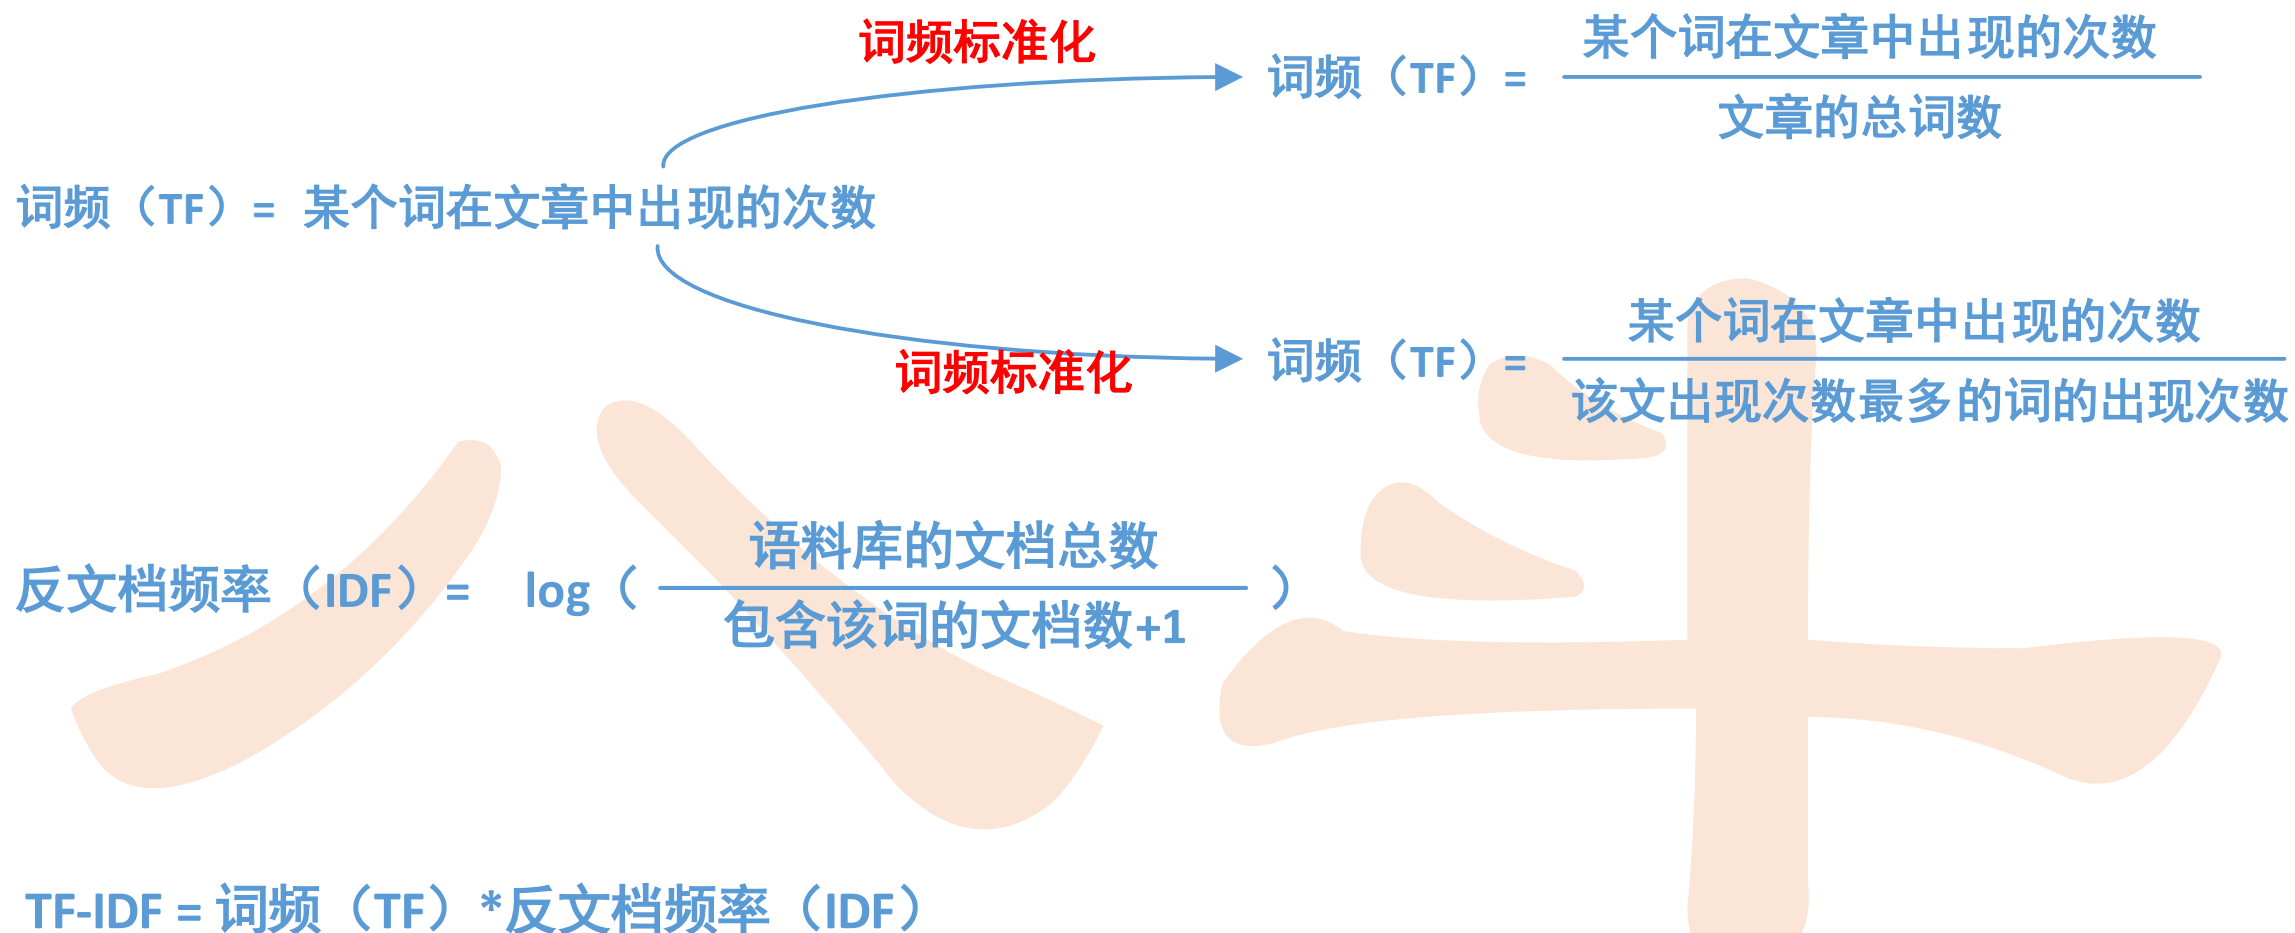 词频标准化
词频（TF）= 某个词在文章中出现的次数
文章的总词数
词频（TF）= 某个词在文章中出现的次数
词频标准化
词频（TF）= 某个词在文章中出现的次数
该文出现次数最多的词的出现次数
反文档频率（IDF）= log（ 语料库的文档总数 ）
包含该词的文档数+1
TF-IDF = 词频（TF）*反文档频率（IDF）
八斗